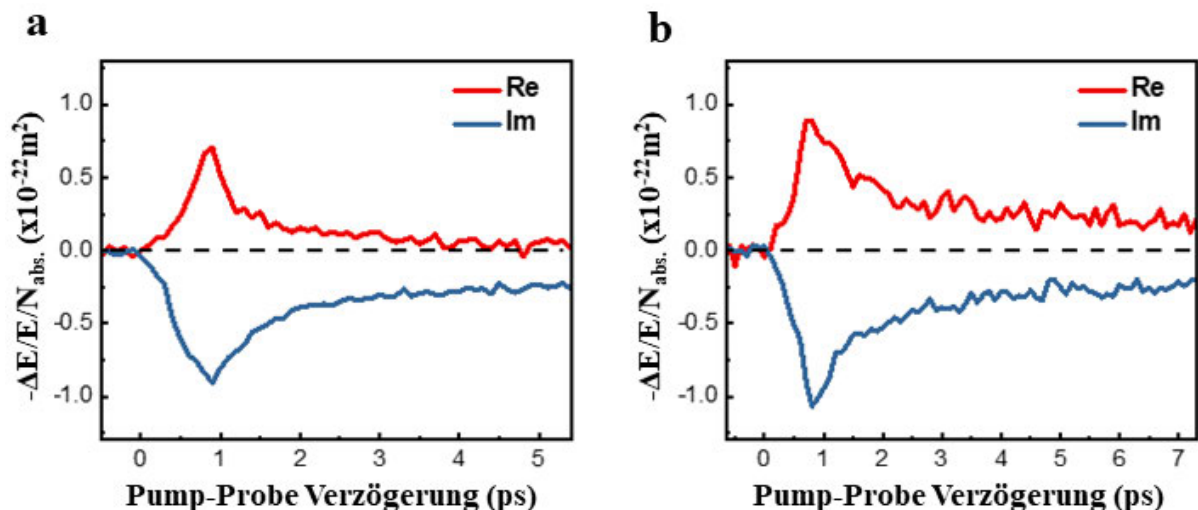 a
-ΔE/E/Nabs. (x10⁻²²m²)
1.0
0.5
0.0
-0.5
-1.0
Re
Im
0 1 2 3 4 5
Pump-Probe Verzögerung (ps)
b
-ΔE/E/Nabs. (x10⁻²²m²)
1.0
0.5
0.0
-0.5
-1.0
Re
Im
0 1 2 3 4 5 6 7
Pump-Probe Verzögerung (ps)